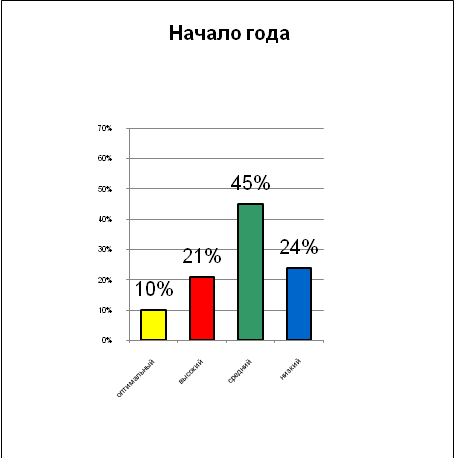 Начало года
70%
60%
50%
40%
30%
20%
10%
0%
10%
21%
45%
24%
оптимальный
высокий
средний
низкий